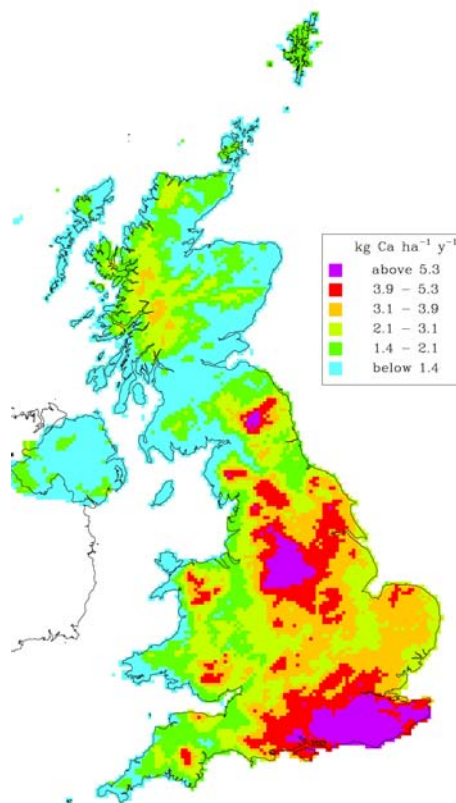 kg Ca ha⁻¹ y⁻¹
above 5.3
3.9 – 5.3
3.1 – 3.9
2.1 – 3.1
1.4 – 2.1
below 1.4